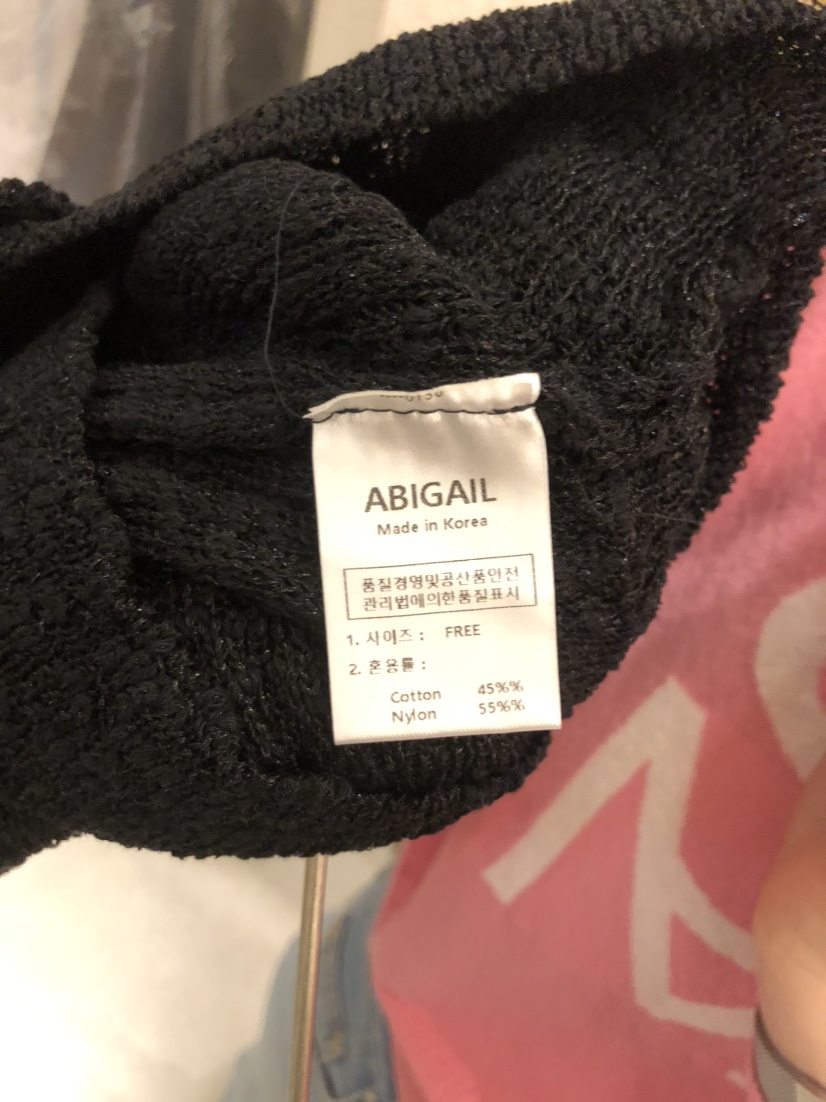 ABIGAIL
Made in Korea
품질경영및공산품안전
관리법에의한품질표시
1. 사이즈 : FREE
2. 혼용률 :
Cotton 45%%
Nylon 55%%